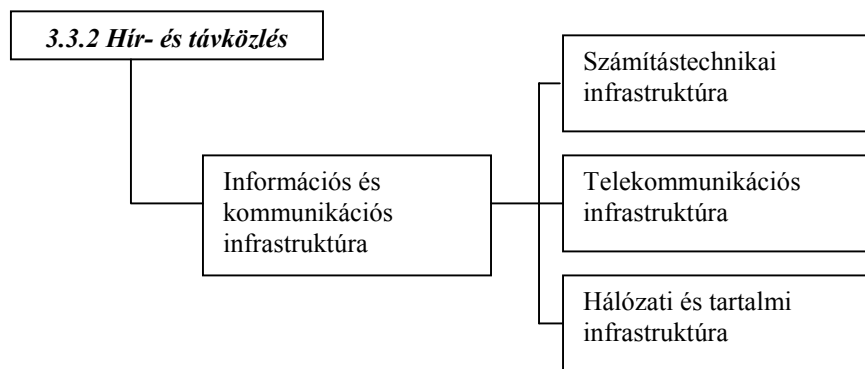 3.3.2 Hír- és távközlés
Számítástechnikai
infrastruktúra
Információs és
kommunikációs
infrastruktúra
Telekommunikációs
infrastruktúra
Hálózati és tartalmi
infrastruktúra